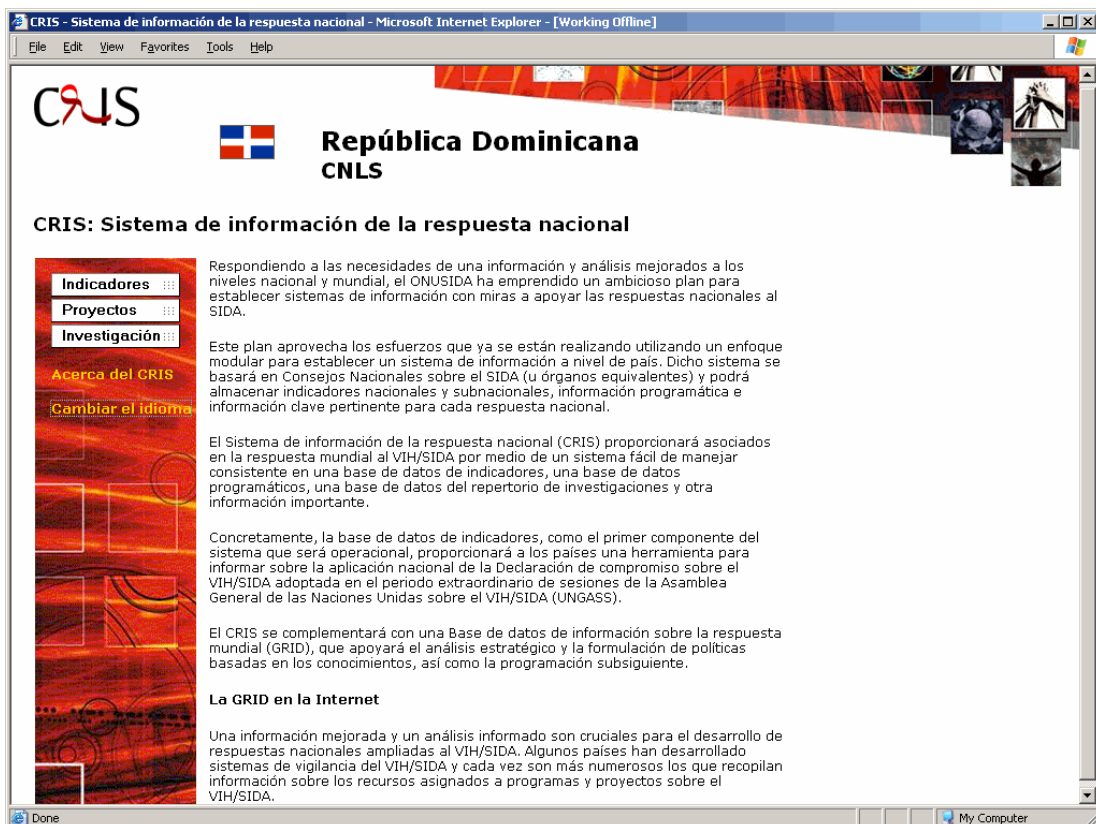 CRIS - Sistema de información de la respuesta nacional - Microsoft Internet Explorer - [Working Offline]
File Edit View Favorites Tools Help
CRIS
República Dominicana
CNLS
CRIS: Sistema de información de la respuesta nacional
Indicadores
Proyectos
Investigación
Acerca del CRIS
Cambiar el idioma
Respondiendo a las necesidades de una información y análisis mejorados a los
niveles nacional y mundial, el ONUSIDA ha emprendido un ambicioso plan para
establecer sistemas de información con miras a apoyar las respuestas nacionales al
SIDA.
Este plan aprovecha los esfuerzos que ya se están realizando utilizando un enfoque
modular para establecer un sistema de información a nivel de país. Dicho sistema se
basará en Consejos Nacionales sobre el SIDA (u órganos equivalentes) y podrá
almacenar indicadores nacionales y subnacionales, información programática e
información clave pertinente para cada respuesta nacional.
El Sistema de información de la respuesta nacional (CRIS) proporcionará asociados
en la respuesta mundial al VIH/SIDA por medio de un sistema fácil de manejar
consistente en una base de datos de indicadores, una base de datos
programáticos, una base de datos del repertorio de investigaciones y otra
información importante.
Concretamente, la base de datos de indicadores, como el primer componente del
sistema que será operacional, proporcionará a los países una herramienta para
informar sobre la aplicación nacional de la Declaración de compromiso sobre el
VIH/SIDA adoptada en el periodo extraordinario de sesiones de la Asamblea
General de las Naciones Unidas sobre el VIH/SIDA (UNGASS).
El CRIS se complementará con una Base de datos de información sobre la respuesta
mundial (GRID), que apoyará el análisis estratégico y la formulación de políticas
basadas en los conocimientos, así como la programación subsiguiente.
La GRID en la Internet
Una información mejorada y un análisis informado son cruciales para el desarrollo de
respuestas nacionales ampliadas al VIH/SIDA. Algunos países han desarrollado
sistemas de vigilancia del VIH/SIDA y cada vez son más numerosos los que recopilan
información sobre los recursos asignados a programas y proyectos sobre el
VIH/SIDA.
Done
My Computer